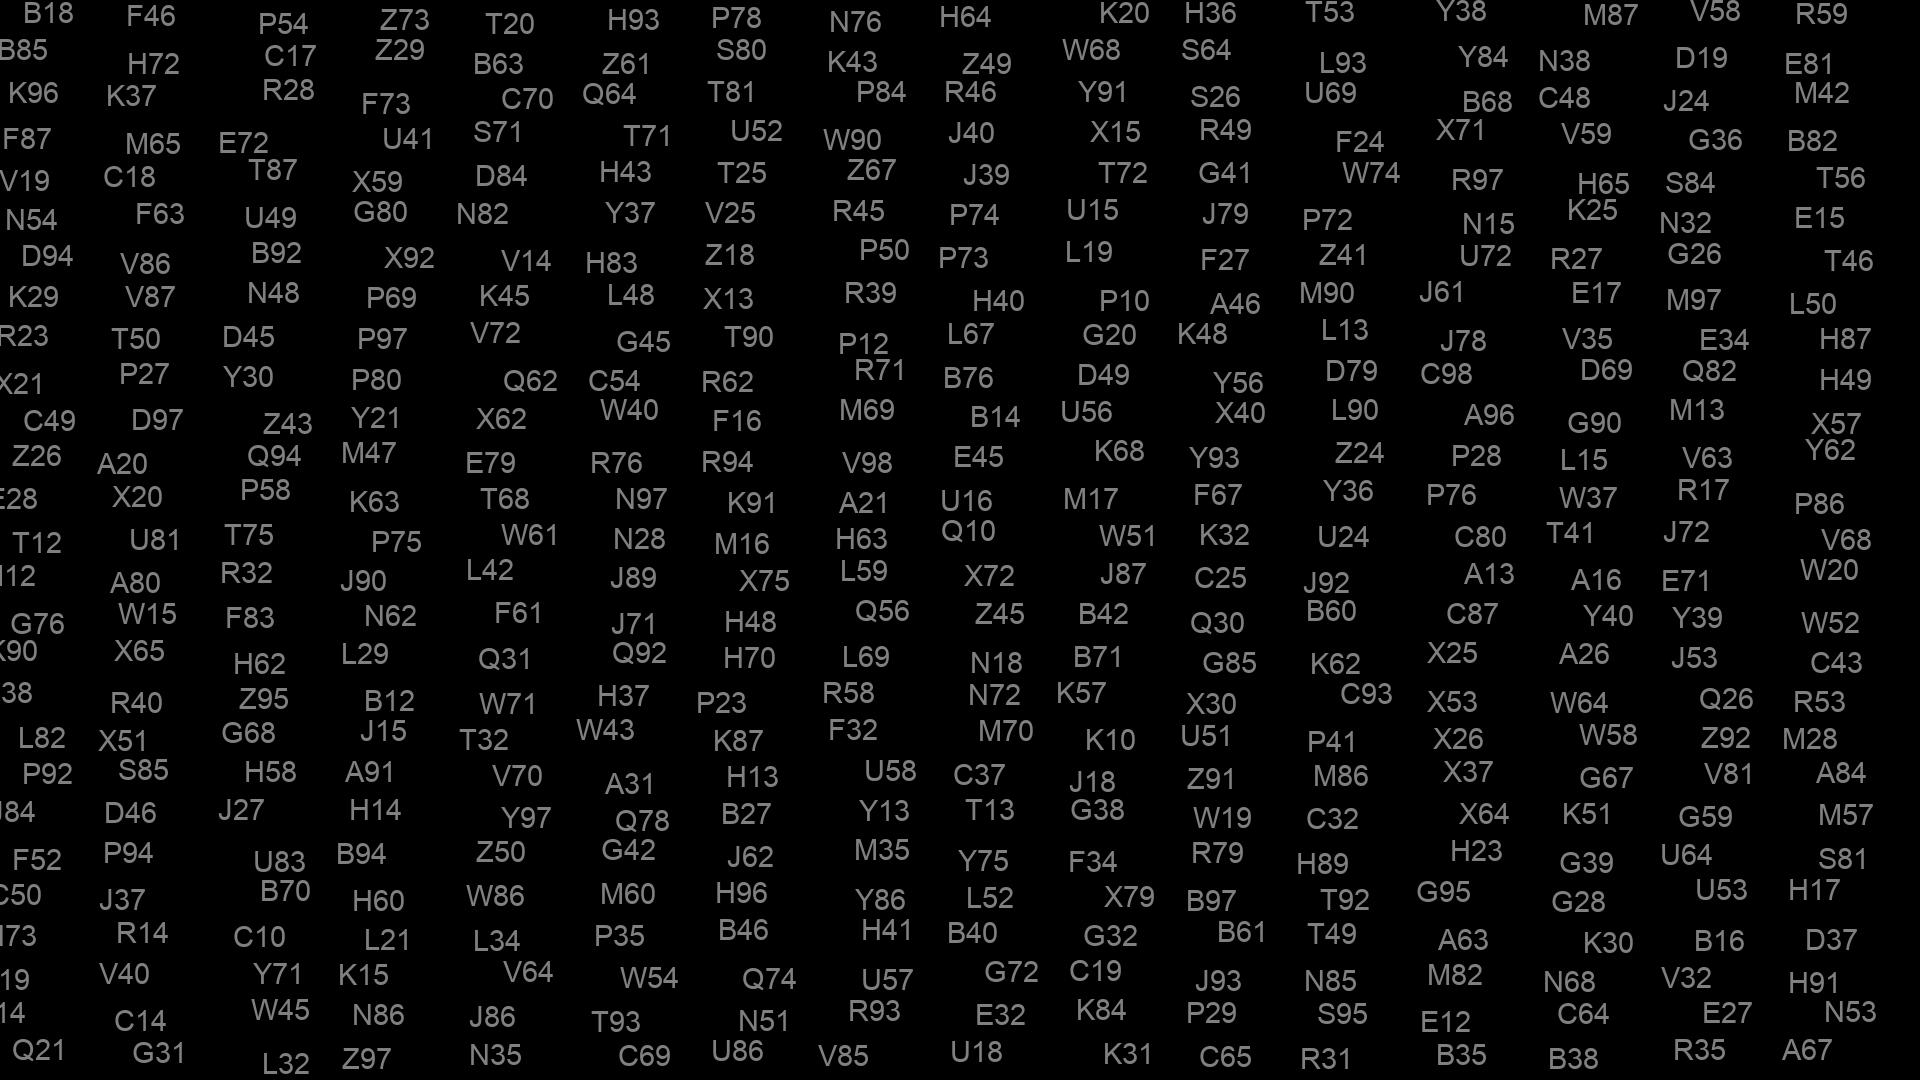 B18 F46 P54 Z73 T20 H93 P78 N76 H64 K20 H36 T53 Y38 M87 V58 R59
B85 H72 C17 Z29 B63 Z61 S80 K43 Z49 W68 S64 L93 Y84 N38 D19 E81
K96 K37 R28 F73 C70 Q64 T81 P84 R46 Y91 S26 U69 B68 C48 J24 M42
F87 M65 E72 U41 S71 T71 U52 W90 J40 X15 R49 F24 X71 V59 G36 B82
V19 C18 T87 X59 D84 H43 T25 Z67 J39 T72 G41 W74 R97 H65 S84 T56
N54 F63 U49 G80 N82 Y37 V25 R45 P74 U15 J79 P72 N15 K25 N32 E15
D94 V86 B92 X92 V14 H83 Z18 P50 P73 L19 F27 Z41 U72 R27 G26 T46
K29 V87 N48 P69 K45 L48 X13 R39 H40 P10 A46 M90 J61 E17 M97 L50
R23 T50 D45 P97 V72 G45 T90 P12 L67 G20 K48 L13 J78 V35 E34 H87
X21 P27 Y30 P80 Q62 C54 R62 R71 B76 D49 Y56 D79 C98 D69 Q82 H49
C49 D97 Z43 Y21 X62 W40 F16 M69 B14 U56 X40 L90 A96 G90 M13 X57
Z26 A20 Q94 M47 E79 R76 R94 V98 E45 K68 Y93 Z24 P28 L15 V63 Y62
E28 X20 P58 K63 T68 N97 K91 A21 U16 M17 F67 Y36 P76 W37 R17 P86
T12 U81 T75 P75 W61 N28 M16 H63 Q10 W51 K32 U24 C80 T41 J72 V68
A80 R32 J90 L42 J89 X75 L59 X72 J87 C25 J92 A13 A16 E71 W20
G76 W15 F83 N62 F61 J71 H48 Q56 Z45 B42 Q30 B60 C87 Y40 Y39 W52
K90 X65 H62 L29 Q31 Q92 H70 L69 N18 B71 G85 K62 X25 A26 J53 C43
38 R40 Z95 B12 W71 H37 P23 R58 N72 K57 X30 C93 X53 W64 Q26 R53
L82 X51 G68 J15 T32 W43 K87 F32 M70 K10 U51 P41 X26 W58 Z92 M28
P92 S85 H58 A91 V70 A31 H13 U58 C37 J18 Z91 M86 X37 G67 V81 A84
D46 J27 H14 Y97 Q78 B27 Y13 T13 G38 W19 C32 X64 K51 G59 M57
F52 P94 U83 B94 Z50 G42 J62 M35 Y75 F34 R79 H89 H23 G39 U64 S81
C50 J37 B70 H60 W86 M60 H96 Y86 L52 X79 B97 T92 G95 G28 U53 H17
R14 C10 L21 L34 P35 B46 H41 B40 G32 B61 T49 A63 K30 B16 D37
19 V40 Y71 K15 V64 W54 Q74 U57 G72 C19 J93 N85 M82 N68 V32 H91
14 C14 W45 N86 J86 T93 N51 R93 E32 K84 P29 S95 E12 C64 E27 N53
Q21 G31 L32 Z97 N35 C69 U86 V85 U18 K31 C65 R31 B35 B38 R35 A67